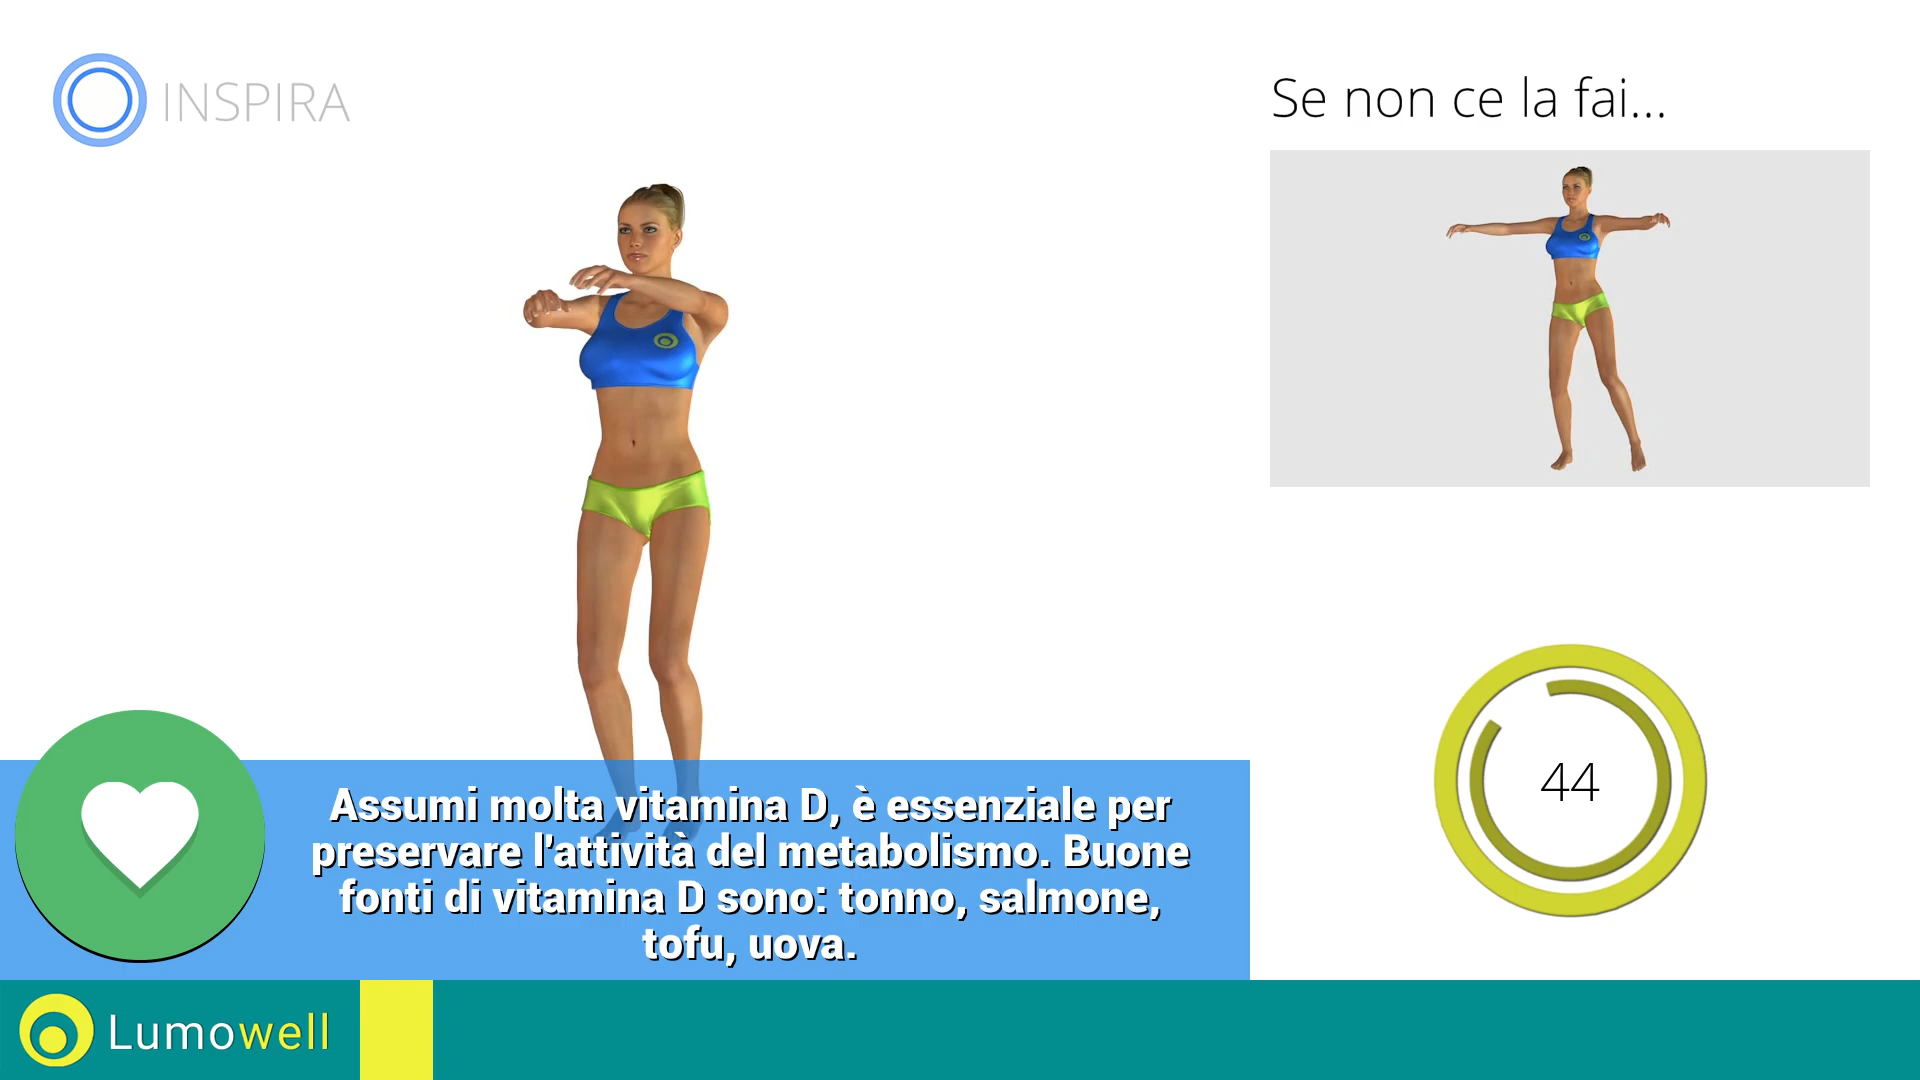 INSPIRA
Se non ce la fai...
44
Assumi molta vitamina D, è essenziale per
preservare l'attività del metabolismo. Buone
fonti di vitamina D sono: tonno, salmone,
tofu, uova.
Lumowell